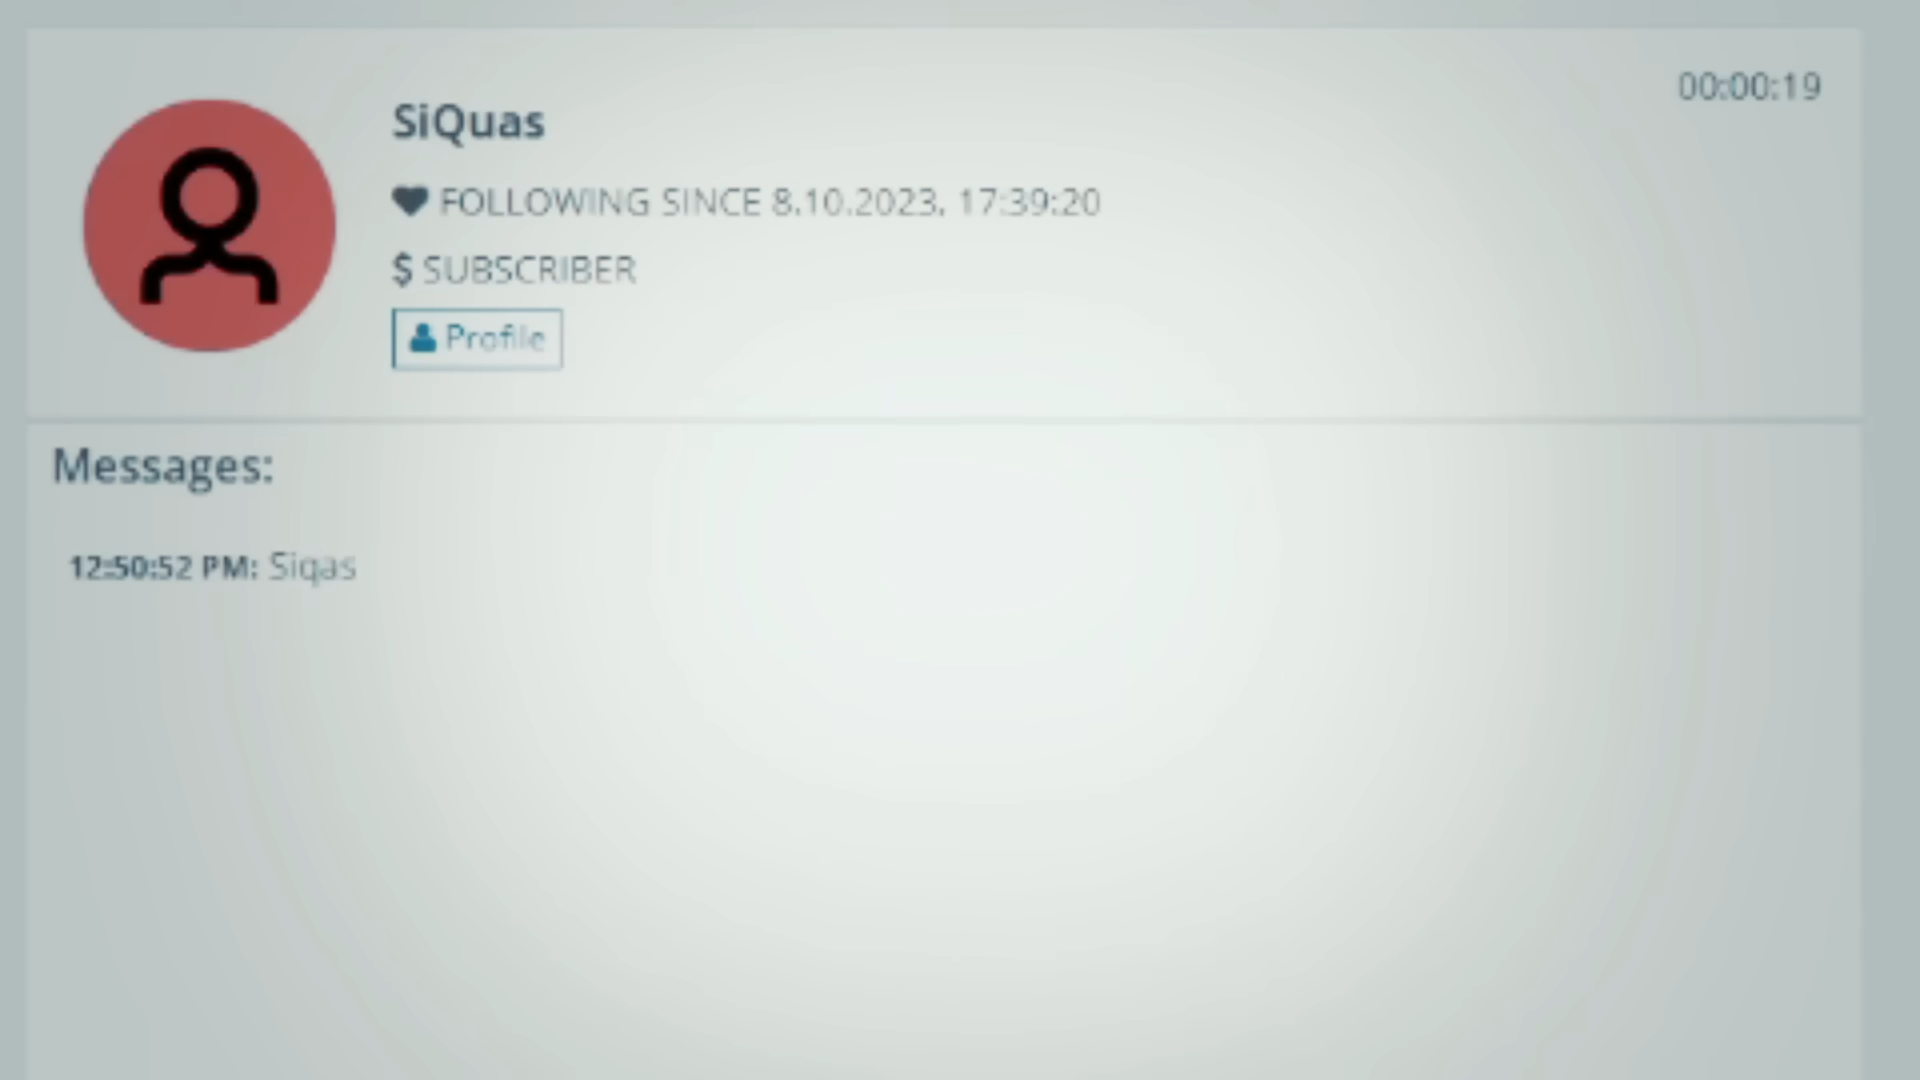 00:00:19
SiQuas
FOLLOWING SINCE 8.10.2023, 17:39:20
$ SUBSCRIBER
Profile
Messages:
12:50:52 PM: Siqas